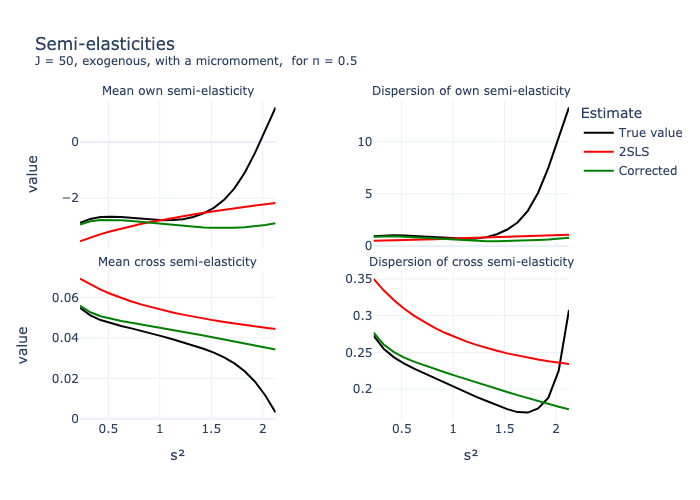 Semi-elasticities
J = 50, exogenous, with a micromoment, for π = 0.5
Mean own semi-elasticity
Dispersion of own semi-elasticity
Estimate
True value
2SLS
Corrected
value
0
−2
10
5
0
Mean cross semi-elasticity
Dispersion of cross semi-elasticity
value
0.06
0.04
0.02
0
0.35
0.3
0.25
0.2
0.5 1 1.5 2
0.5 1 1.5 2
s²
s²